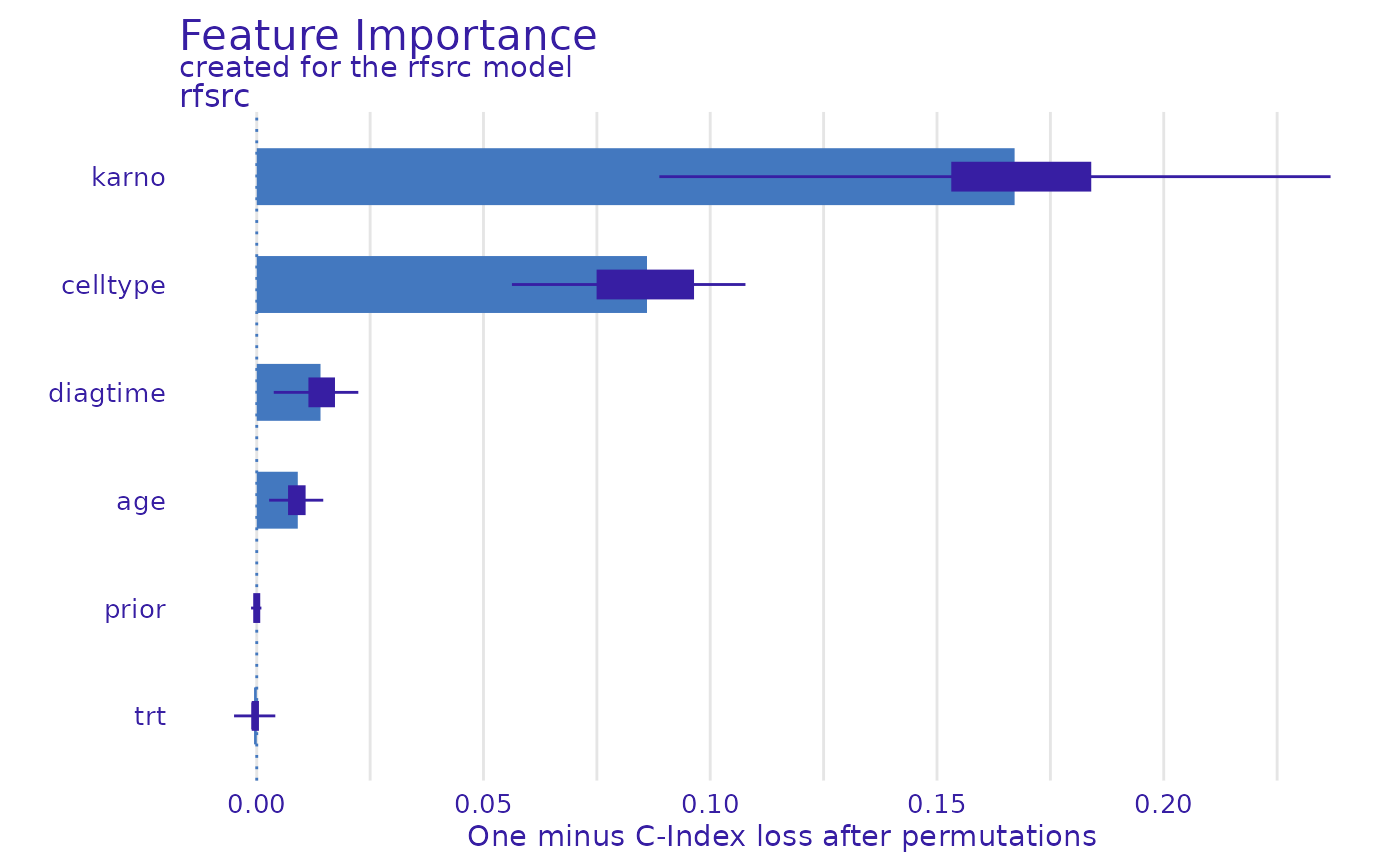 Feature Importance
created for the rfsrc model
rfsrc
karno
celltype
diagtime
age
prior
trt
0.00 0.05 0.10 0.15 0.20
One minus C-Index loss after permutations